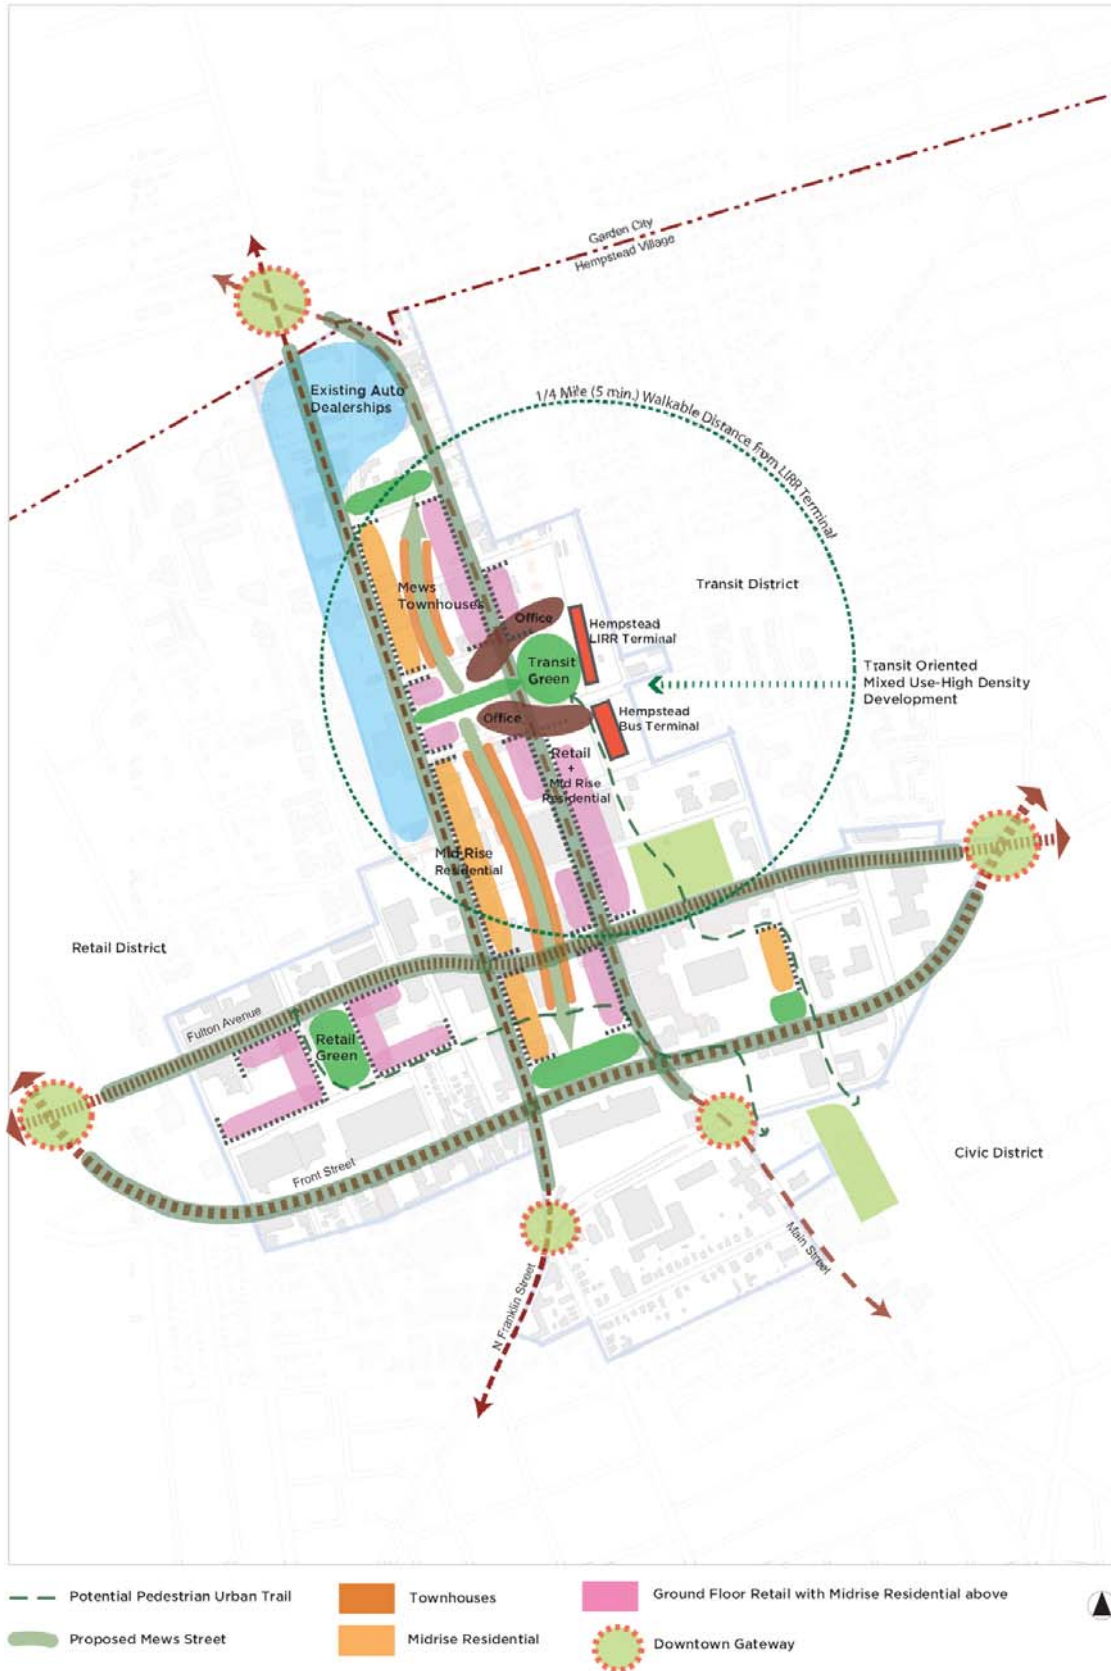 Garden City
Hempstead Village
Existing Auto
Dealerships
1/4 Mile (5 min.) Walkable Distance from LIRR Terminal
Transit District
Mews
Townhouses
Office
Hempstead
LIRR Terminal
Transit
Green
Transit Oriented
Mixed Use-High Density
Development
Office
Hempstead
Bus Terminal
Retail
+
Mid Rise
Residential
Mid Rise
Residential
Retail District
Fulton Avenue
Retail
Green
Front Street
Civic District
Main Street
N Franklin Street
Potential Pedestrian Urban Trail
Townhouses
Ground Floor Retail with Midrise Residential above
Proposed Mews Street
Midrise Residential
Downtown Gateway